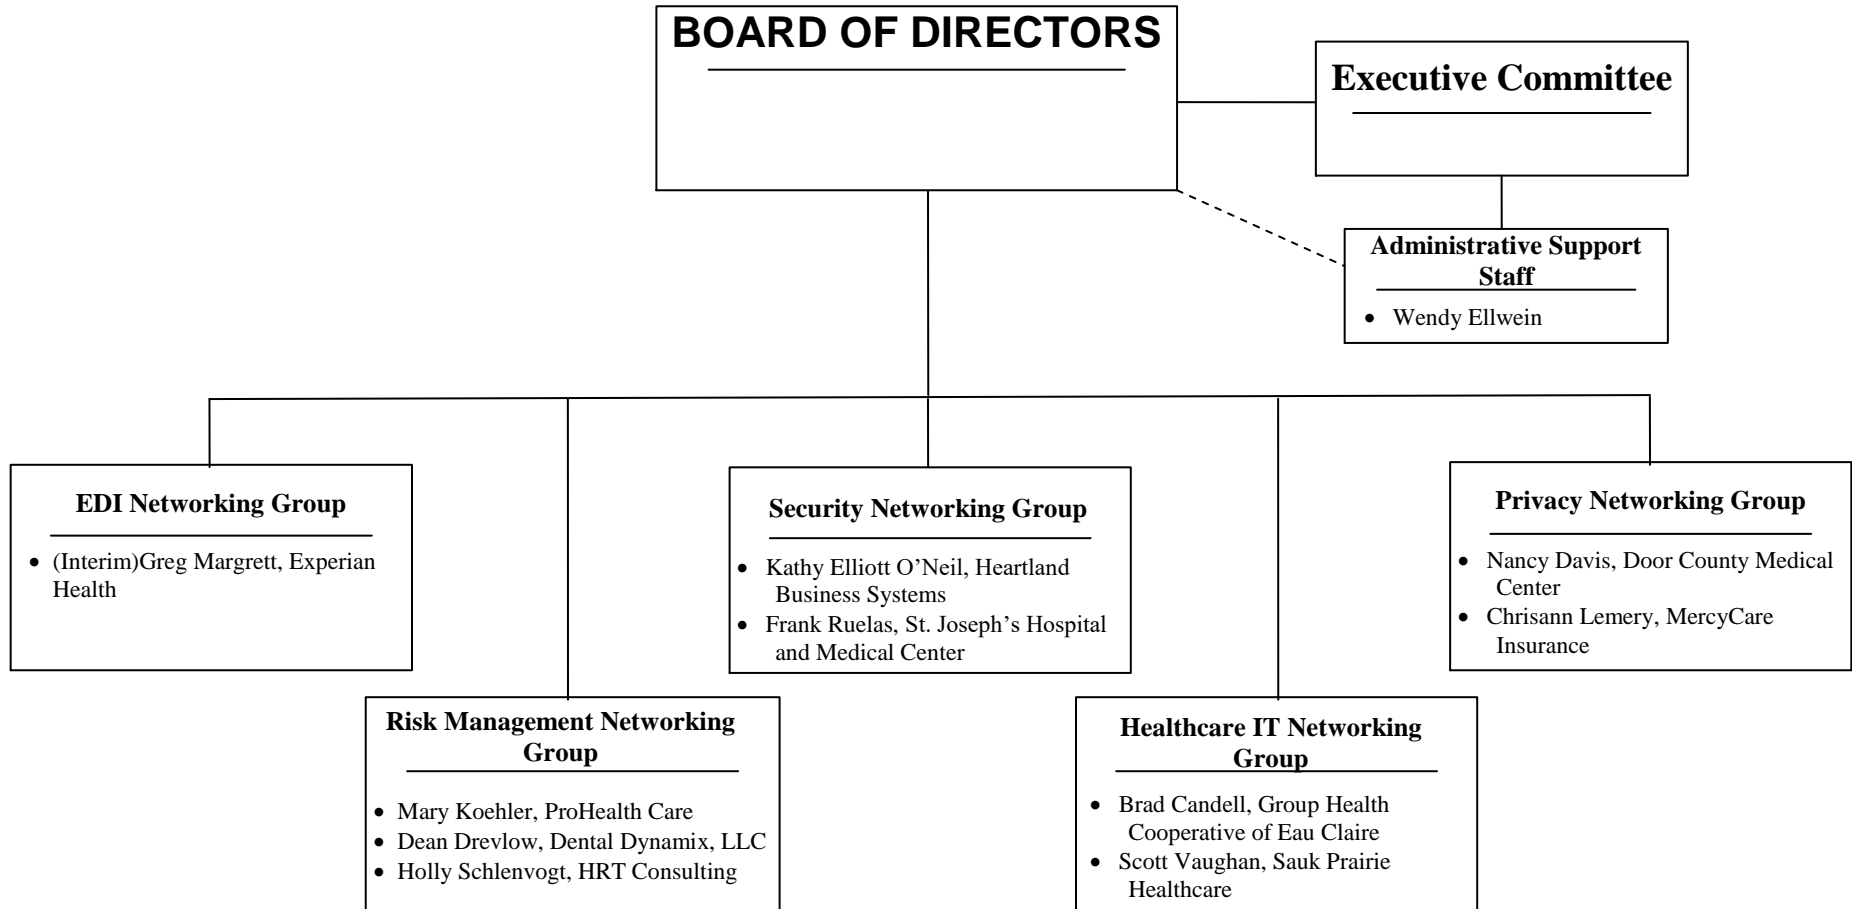 BOARD OF DIRECTORS
Executive Committee
Administrative Support
Staff
• Wendy Ellwein
EDI Networking Group
• (Interim)Greg Margrett, Experian
Health
Security Networking Group
• Kathy Elliott O’Neil, Heartland
Business Systems
• Frank Ruelas, St. Joseph’s Hospital
and Medical Center
Privacy Networking Group
• Nancy Davis, Door County Medical
Center
• Chrisann Lemery, MercyCare
Insurance
Risk Management Networking
Group
• Mary Koehler, ProHealth Care
• Dean Drevlow, Dental Dynamix, LLC
• Holly Schlenvogt, HRT Consulting
Healthcare IT Networking
Group
• Brad Candell, Group Health
Cooperative of Eau Claire
• Scott Vaughan, Sauk Prairie
Healthcare